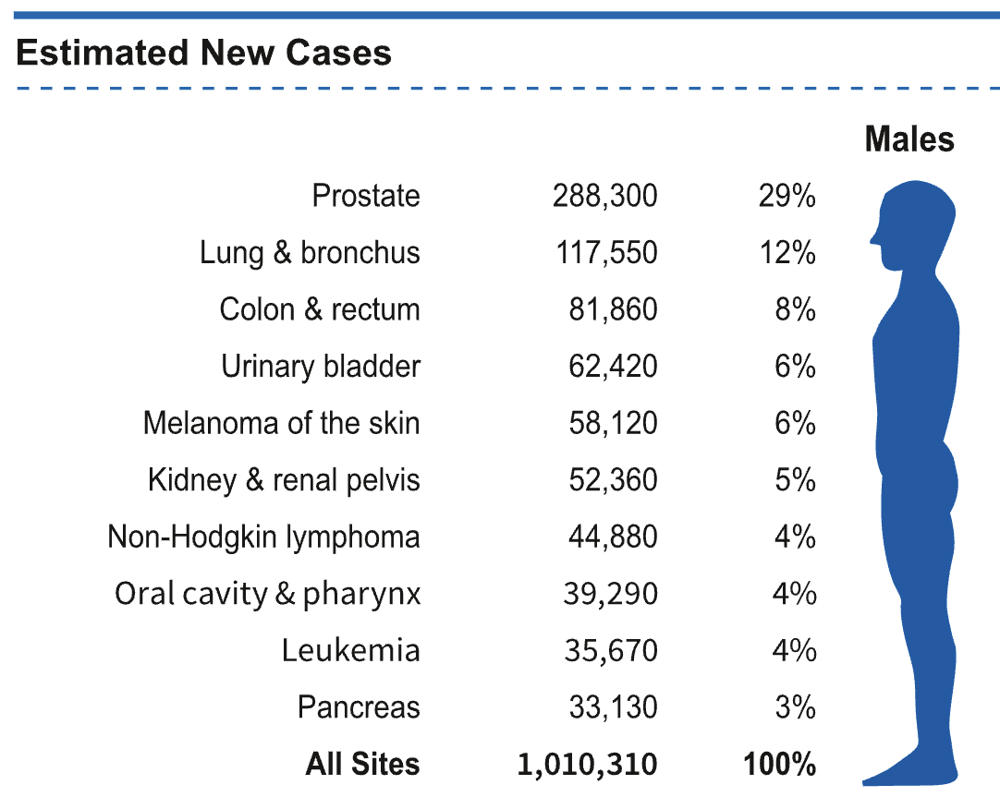 Estimated New Cases
Males
Prostate 288,300 29%
Lung & bronchus 117,550 12%
Colon & rectum 81,860 8%
Urinary bladder 62,420 6%
Melanoma of the skin 58,120 6%
Kidney & renal pelvis 52,360 5%
Non-Hodgkin lymphoma 44,880 4%
Oral cavity & pharynx 39,290 4%
Leukemia 35,670 4%
Pancreas 33,130 3%
All Sites 1,010,310 100%